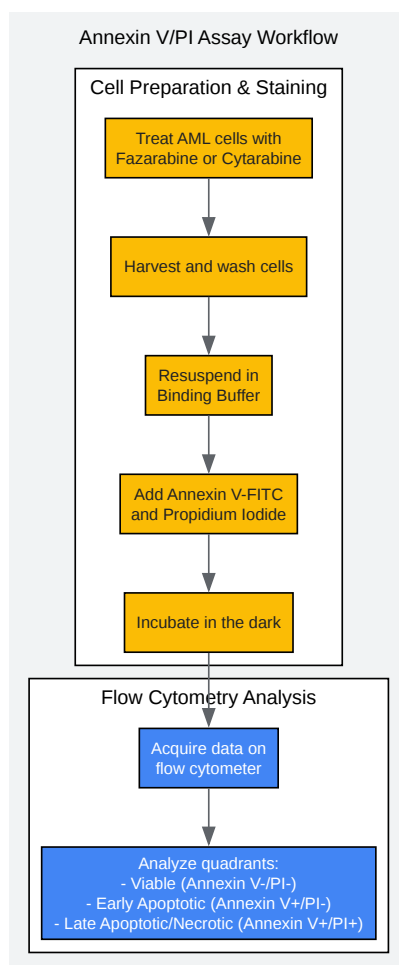 Annexin V/PI Assay Workflow
Cell Preparation & Staining
Treat AML cells with
Fazarabine or Cytarabine
Harvest and wash cells
Resuspend in
Binding Buffer
Add Annexin V-FITC
and Propidium Iodide
Incubate in the dark
Flow Cytometry Analysis
Acquire data on
flow cytometer
Analyze quadrants:
- Viable (Annexin V-/PI-)
- Early Apoptotic (Annexin V+/PI-)
- Late Apoptotic/Necrotic (Annexin V+/PI+)